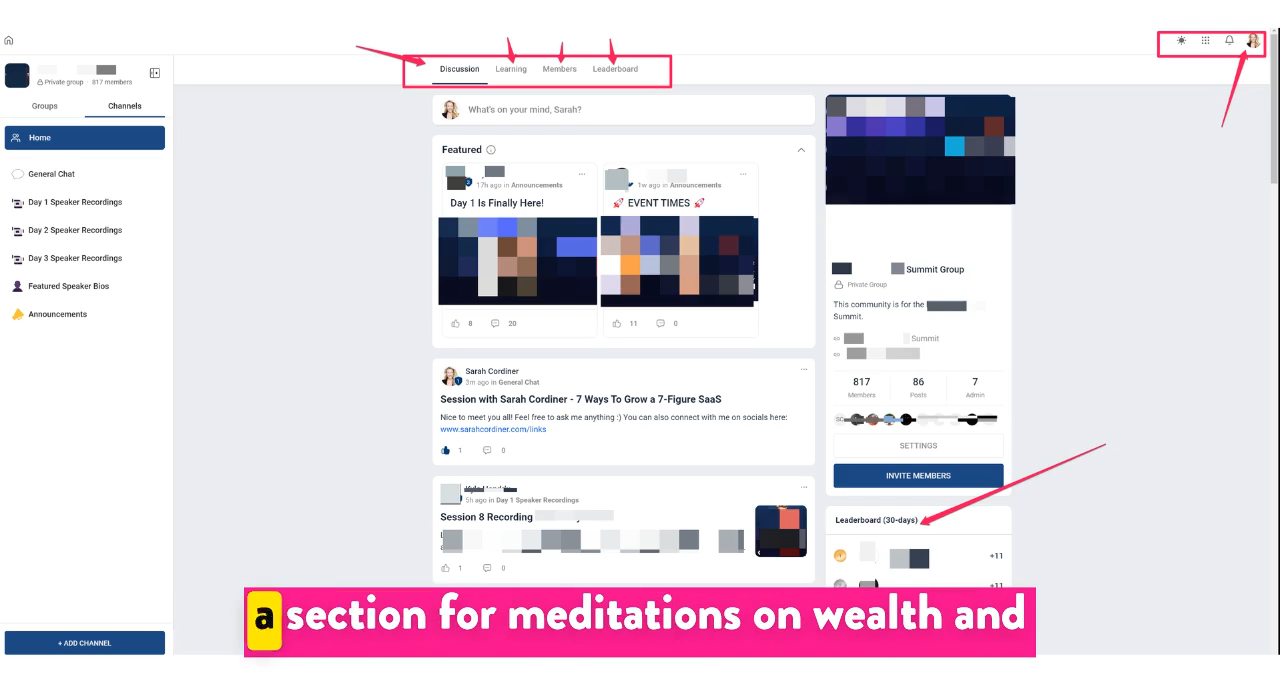 Discussion
Learning
Members
Leaderboard
Private group · 817 members
Groups
Channels
Home
General Chat
Day 1 Speaker Recordings
Day 2 Speaker Recordings
Day 3 Speaker Recordings
Featured Speaker Bios
Announcements
+ ADD CHANNEL
What's on your mind, Sarah?
Featured
17h ago in Announcements
Day 1 Is Finally Here!
8 20
1w ago in Announcements
🚀 EVENT TIMES 🚀
11 0
Sarah Cordiner
3m ago in General Chat
Session with Sarah Cordiner - 7 Ways To Grow a 7-Figure SaaS
Nice to meet you all! Feel free to ask me anything :) You can also connect with me on socials here:
www.sarahcordiner.com/links
1 0
5h ago in Day 1 Speaker Recordings
Session 8 Recording
1 0
Summit Group
Private Group
This community is for the
Summit.
Summit
817 86 7
Members Posts Admin
SETTINGS
INVITE MEMBERS
Leaderboard (30-days)
+11
+11
a section for meditations on wealth and